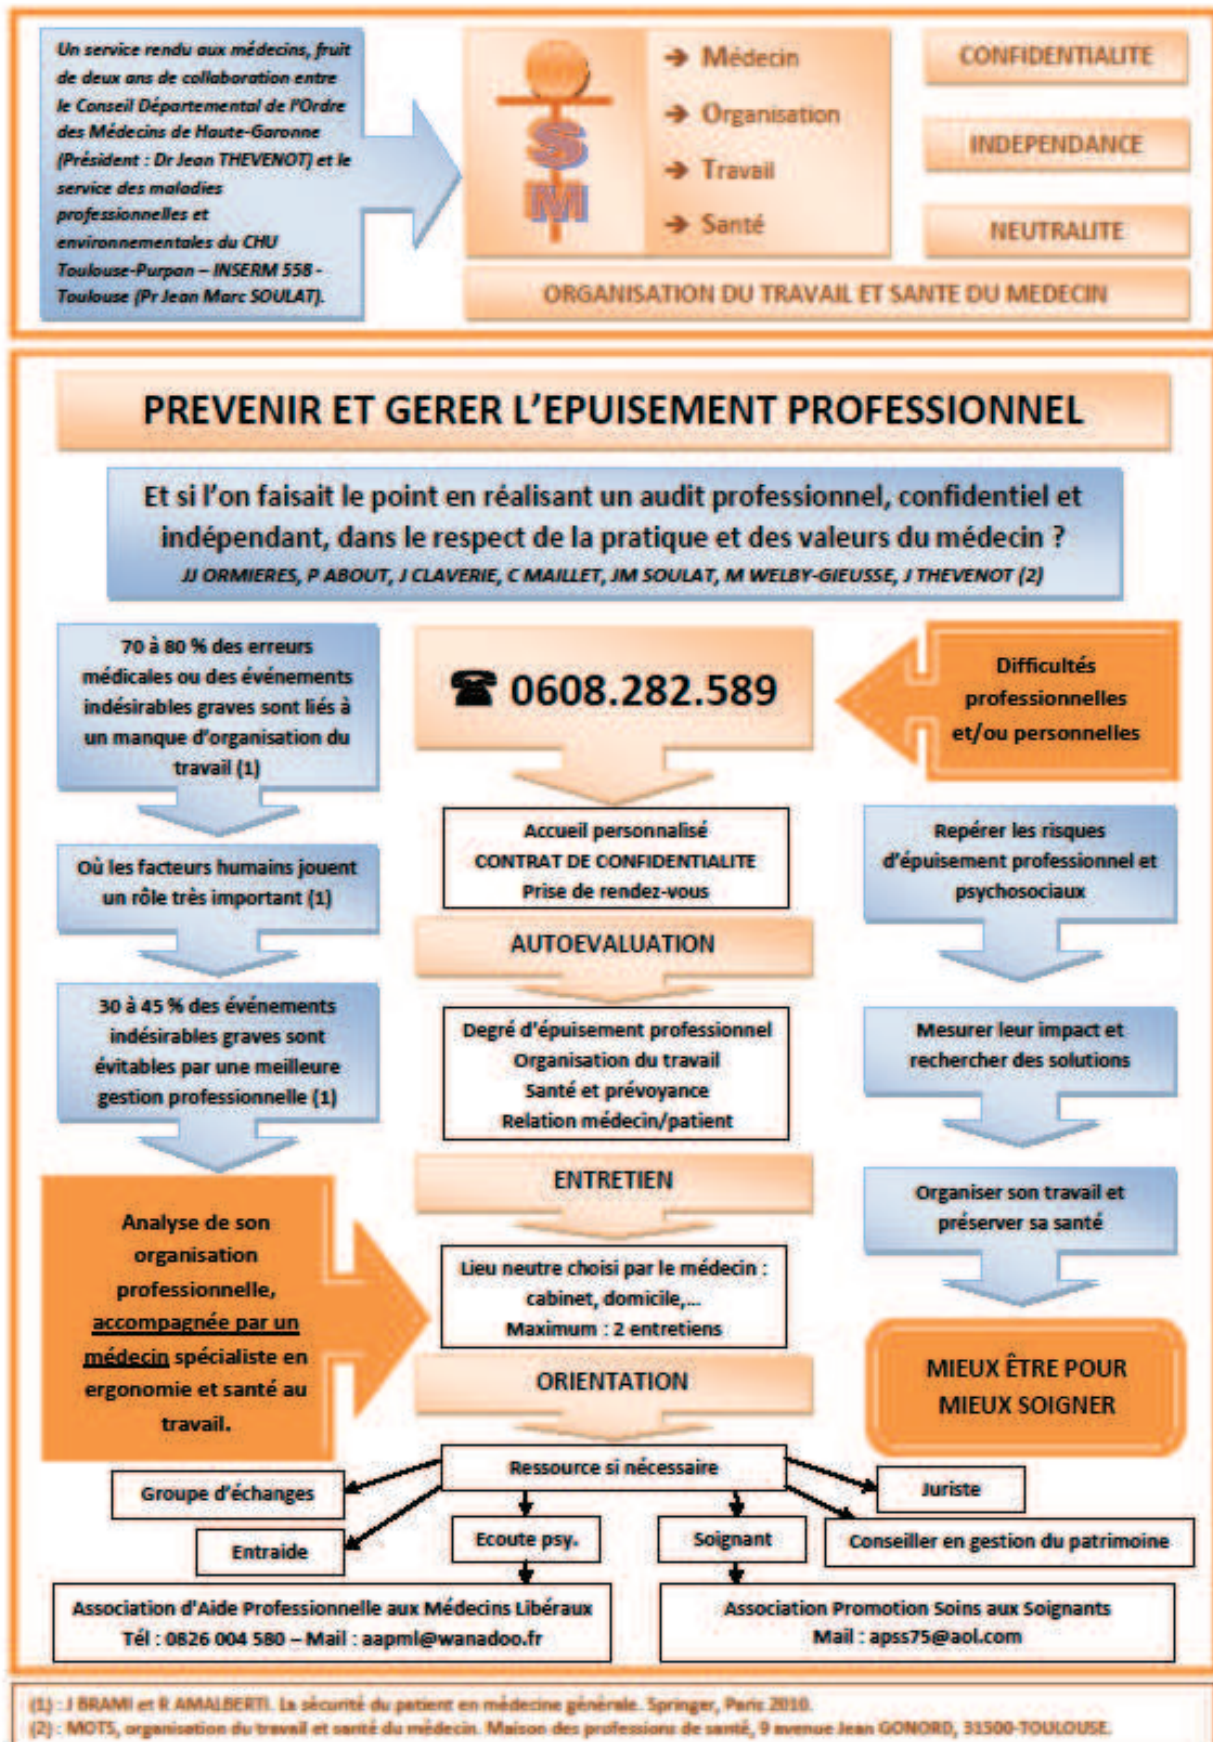 Un service rendu aux médecins, fruit
de deux ans de collaboration entre
le Conseil Départemental de l'Ordre
des Médecins de Haute-Garonne
(Président : Dr Jean THEVENOT) et le
service des maladies
professionnelles et
environnementales du CHU
Toulouse-Purpan – INSERM 558 -
Toulouse (Pr Jean Marc SOULAT).
S
M
→ Médecin
→ Organisation
→ Travail
→ Santé
CONFIDENTIALITE
INDEPENDANCE
NEUTRALITE
ORGANISATION DU TRAVAIL ET SANTE DU MEDECIN
PREVENIR ET GERER L'EPUISEMENT PROFESSIONNEL
Et si l'on faisait le point en réalisant un audit professionnel, confidentiel et
indépendant, dans le respect de la pratique et des valeurs du médecin ?
JJ ORMIERES, P ABOUT, J CLAVERIE, C MAILLET, JM SOULAT, M WELBY-GIEUSSE, J THEVENOT (2)
70 à 80 % des erreurs
médicales ou des événements
indésirables graves sont liés à
un manque d'organisation du
travail (1)
Où les facteurs humains jouent
un rôle très important (1)
30 à 45 % des événements
indésirables graves sont
évitables par une meilleure
gestion professionnelle (1)
Analyse de son
organisation
professionnelle,
accompagnée par un
médecin spécialiste en
ergonomie et santé au
travail.
☎ 0608.282.589
Accueil personnalisé
CONTRAT DE CONFIDENTIALITE
Prise de rendez-vous
AUTOEVALUATION
Degré d'épuisement professionnel
Organisation du travail
Santé et prévoyance
Relation médecin/patient
ENTRETIEN
Lieu neutre choisi par le médecin :
cabinet, domicile,...
Maximum : 2 entretiens
ORIENTATION
Difficultés
professionnelles
et/ou personnelles
Repérer les risques
d'épuisement professionnel et
psychosociaux
Mesurer leur impact et
rechercher des solutions
Organiser son travail et
préserver sa santé
MIEUX ÊTRE POUR
MIEUX SOIGNER
Ressource si nécessaire
Groupe d'échanges
Entraide
Ecoute psy.
Soignant
Juriste
Conseiller en gestion du patrimoine
Association d'Aide Professionnelle aux Médecins Libéraux
Tél : 0826 004 580 – Mail : aapml@wanadoo.fr
Association Promotion Soins aux Soignants
Mail : apss75@aol.com
(1) : J BRAMI et R AMALBERTI. La sécurité du patient en médecine générale. Springer, Paris 2010.
(2) : MOTS, organisation du travail et santé du médecin. Maison des professions de santé, 9 avenue Jean GONORD, 31500-TOULOUSE.